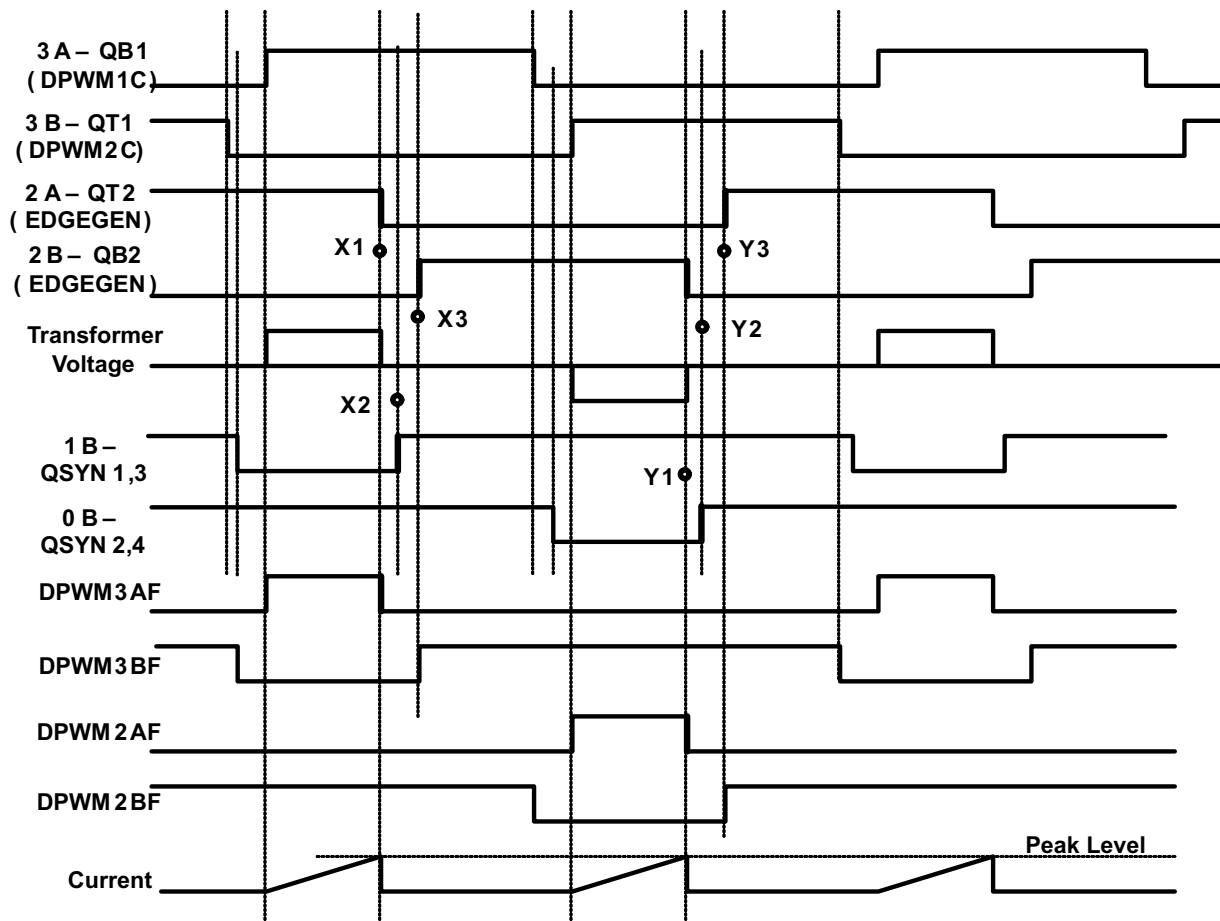 3 A – QB1
( DPWM1C)
3 B – QT1
( DPWM2C)
2 A – QT2
( EDGEGEN)
X1
Y3
2 B – QB2
( EDGEGEN)
X3
Y2
Transformer
Voltage
X2
1 B –
QSYN 1,3
Y1
0 B –
QSYN 2,4
DPWM3AF
DPWM3BF
DPWM2AF
DPWM2BF
Peak Level
Current